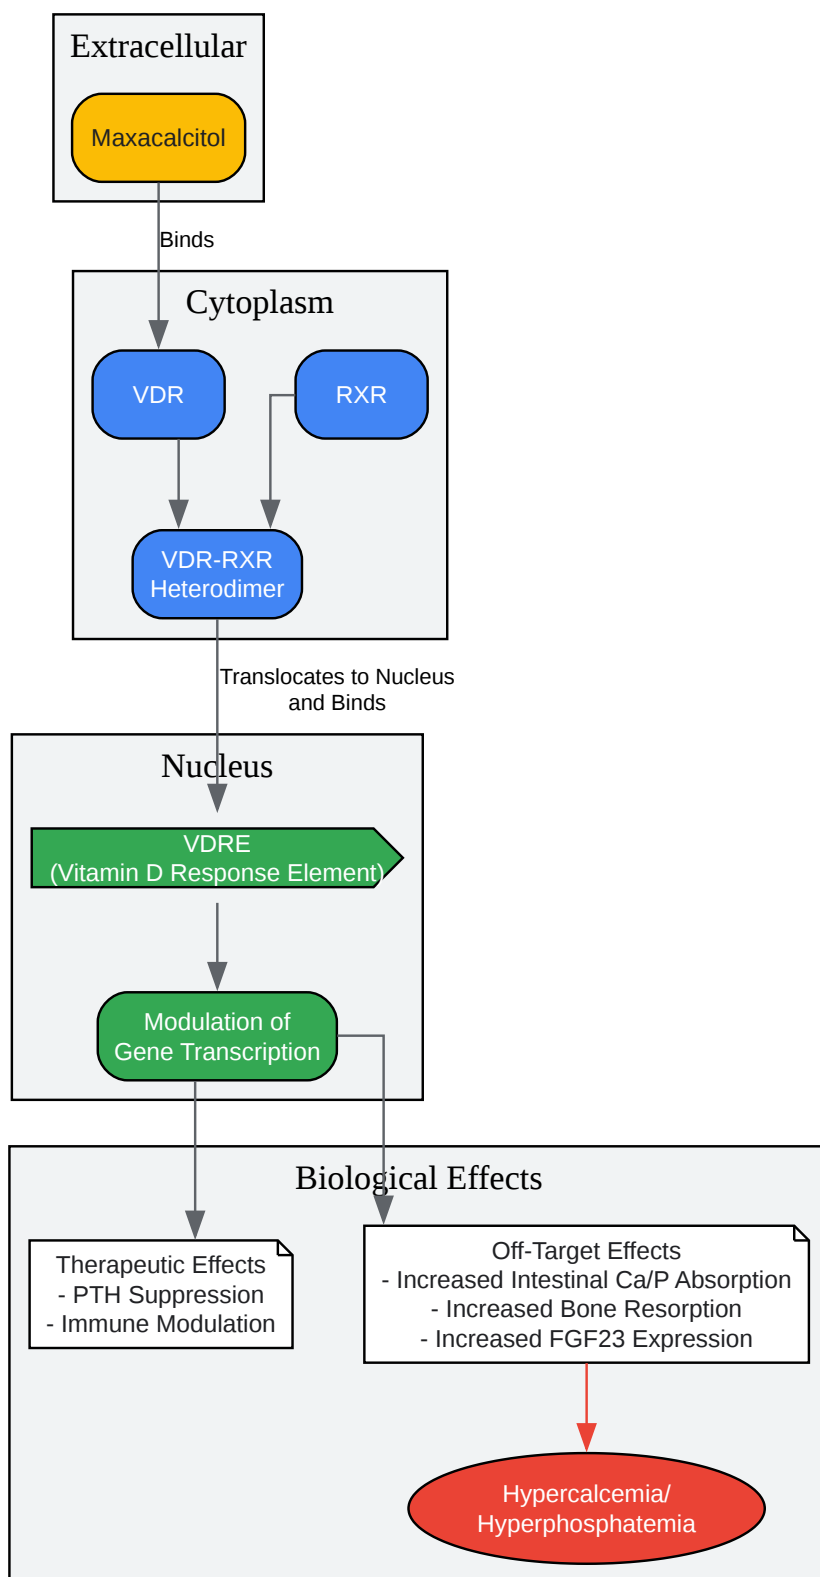 Extracellular
Maxacalcitol
Binds
Cytoplasm
VDR
RXR
VDR-RXR
Heterodimer
Translocates to Nucleus
and Binds
Nucleus
VDRE
(Vitamin D Response Element)
Modulation of
Gene Transcription
Biological Effects
Therapeutic Effects
- PTH Suppression
- Immune Modulation
Off-Target Effects
- Increased Intestinal Ca/P Absorption
- Increased Bone Resorption
- Increased FGF23 Expression
Hypercalcemia/
Hyperphosphatemia